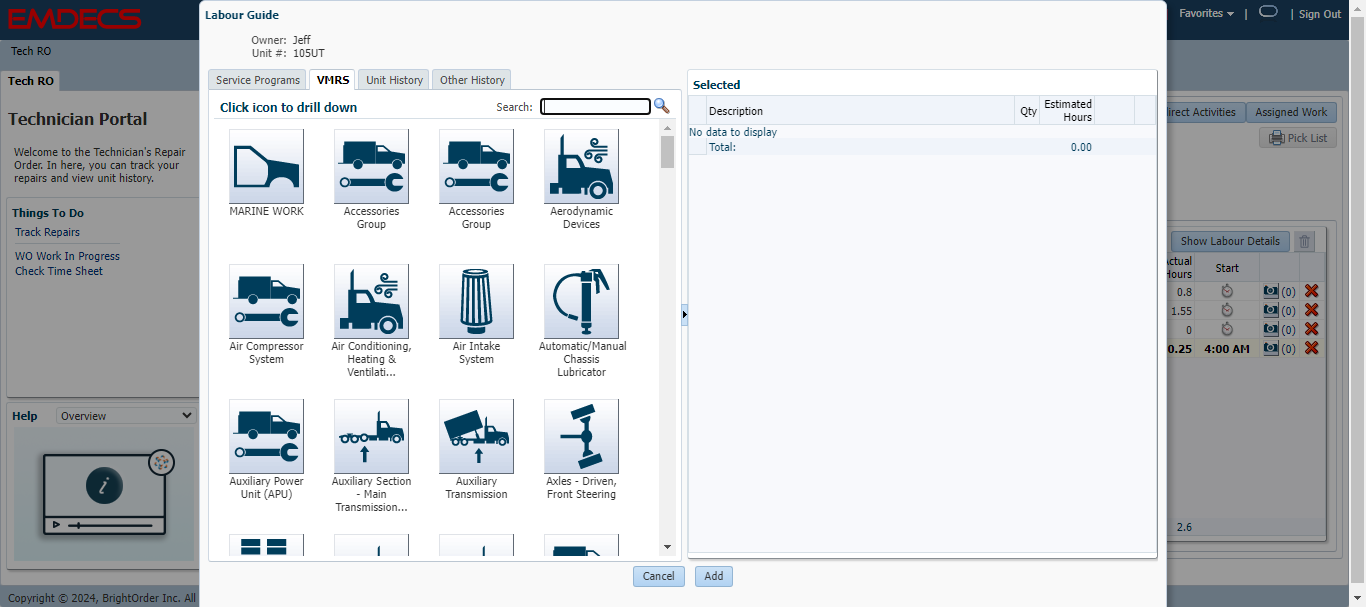 EMDECS
Favorites
|
| Sign Out
Tech RO
Tech RO
Technician Portal
Welcome to the Technician's Repair
Order. In here, you can track your
repairs and view unit history.
Things To Do
Track Repairs
WO Work In Progress
Check Time Sheet
Help
Overview
Copyright © 2024, BrightOrder Inc. All
Labour Guide
Owner: Jeff
Unit #: 105UT
Service Programs
VMRS
Unit History
Other History
Click icon to drill down
Search:
MARINE WORK
Accessories
Group
Accessories
Group
Aerodynamic
Devices
Air Compressor
System
Air Conditioning,
Heating &
Ventilati...
Air Intake
System
Automatic/Manual
Chassis
Lubricator
Auxiliary Power
Unit (APU)
Auxiliary Section
- Main
Transmission...
Auxiliary
Transmission
Axles - Driven,
Front Steering
Selected
Description
Qty
Estimated
Hours
No data to display
Total: 0.00
Cancel
Add
direct Activities
Assigned Work
Pick List
Show Labour Details
Actual
Hours
Start
0.8 (0)
1.55 (0)
0 (0)
0.25 4:00 AM (0)
2.6